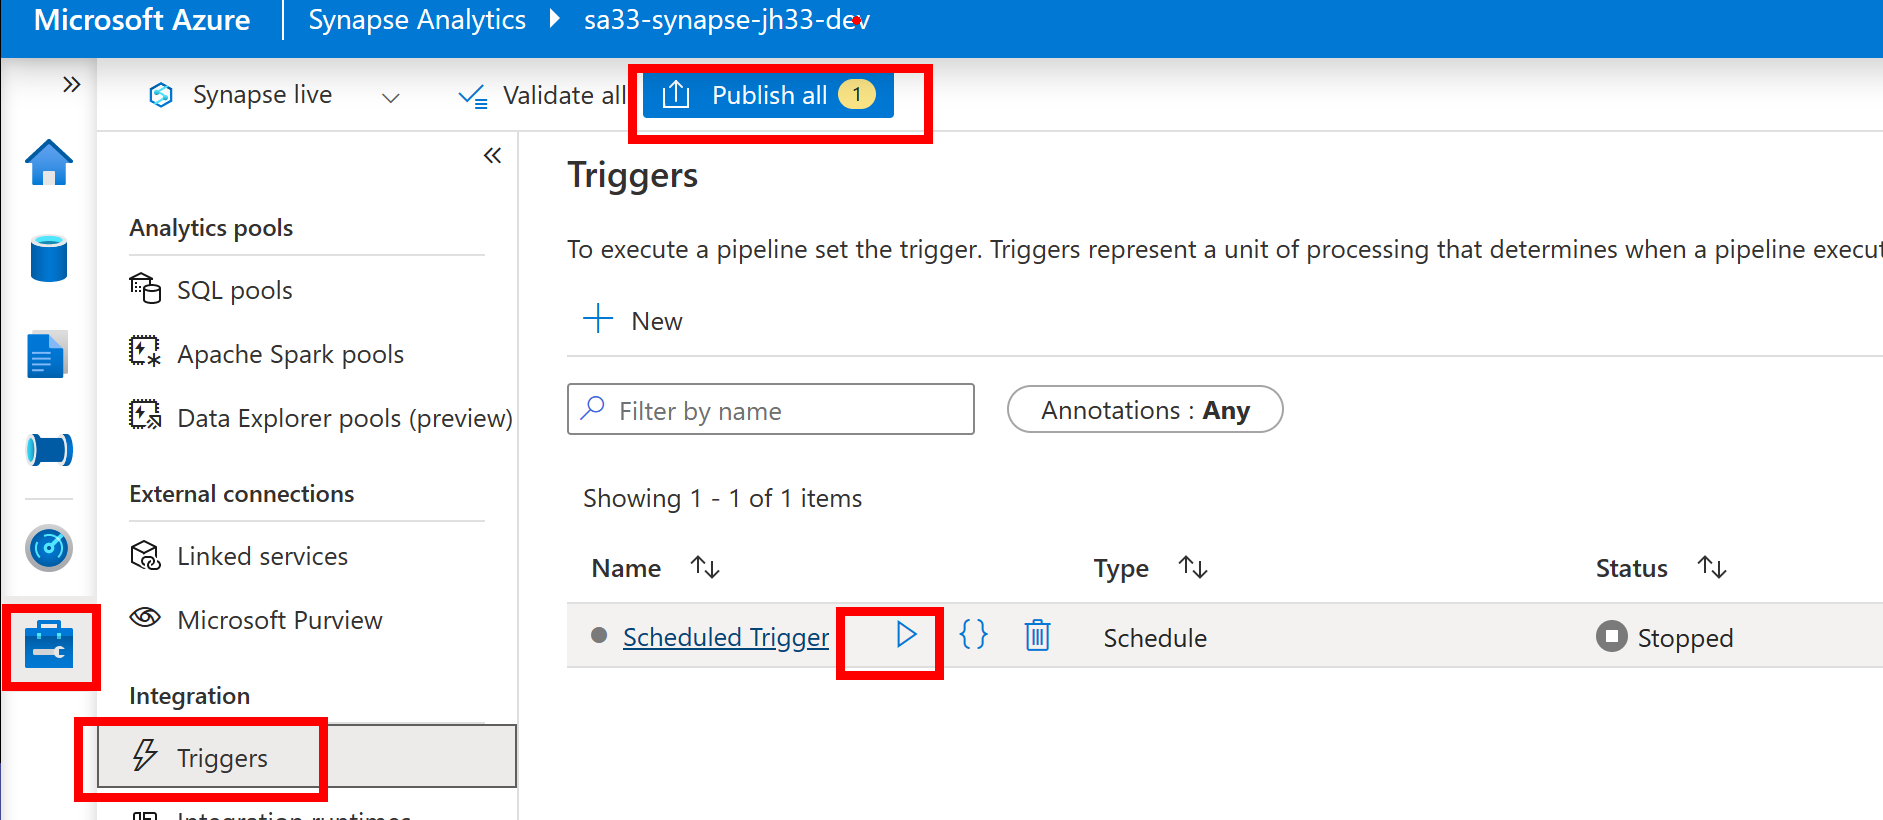 Microsoft Azure
Synapse Analytics
sa33-synapse-jh33-dev
Synapse live
Validate all
Publish all
1
Analytics pools
SQL pools
Apache Spark pools
Data Explorer pools (preview)
External connections
Linked services
Microsoft Purview
Integration
Triggers
Integration runtimes
Triggers
To execute a pipeline set the trigger. Triggers represent a unit of processing that determines when a pipeline execut
New
Filter by name
Annotations : Any
Showing 1 - 1 of 1 items
Name
Type
Status
Scheduled Trigger
{}
Schedule
Stopped